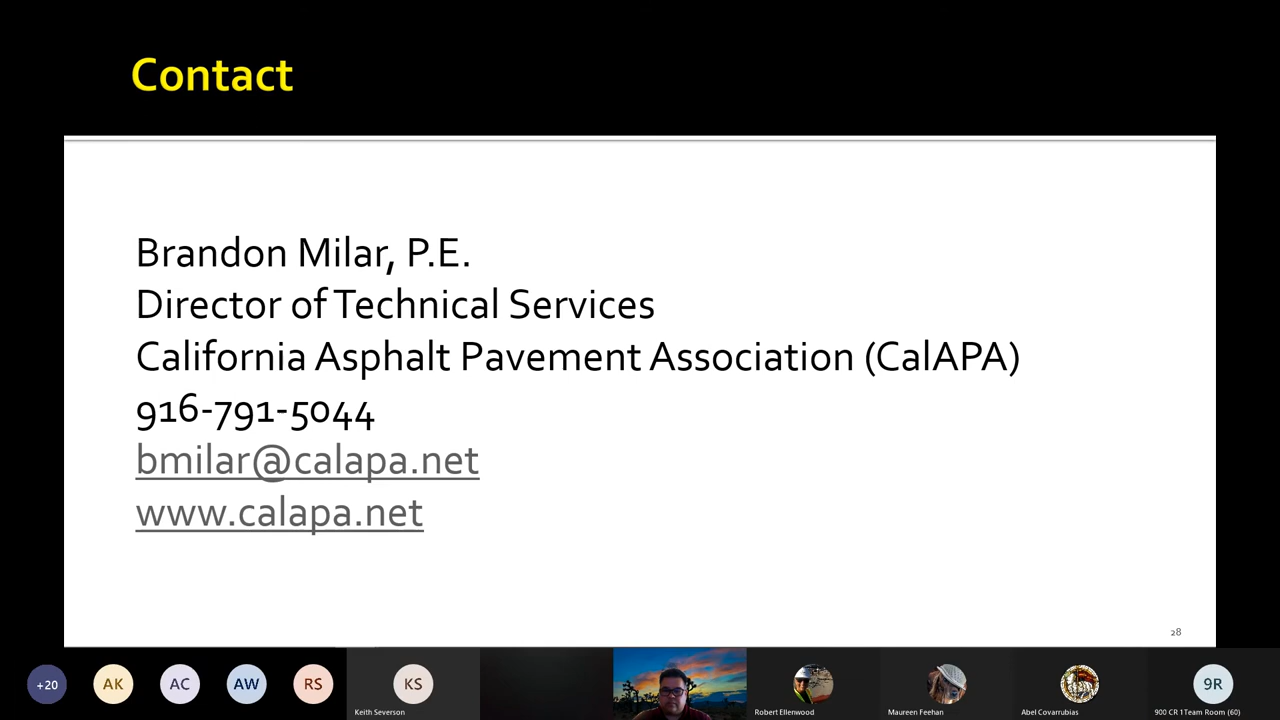 Contact
Brandon Milar, P.E.
Director of Technical Services
California Asphalt Pavement Association (CalAPA)
916-791-5044
bmilar@calapa.net
www.calapa.net
28
+20
AK
AC
AW
RS
KS
9R
Keith Severson
Robert Ellenwood
Maureen Feehan
Abel Covarrubias
900 CR 1Team Room (60)